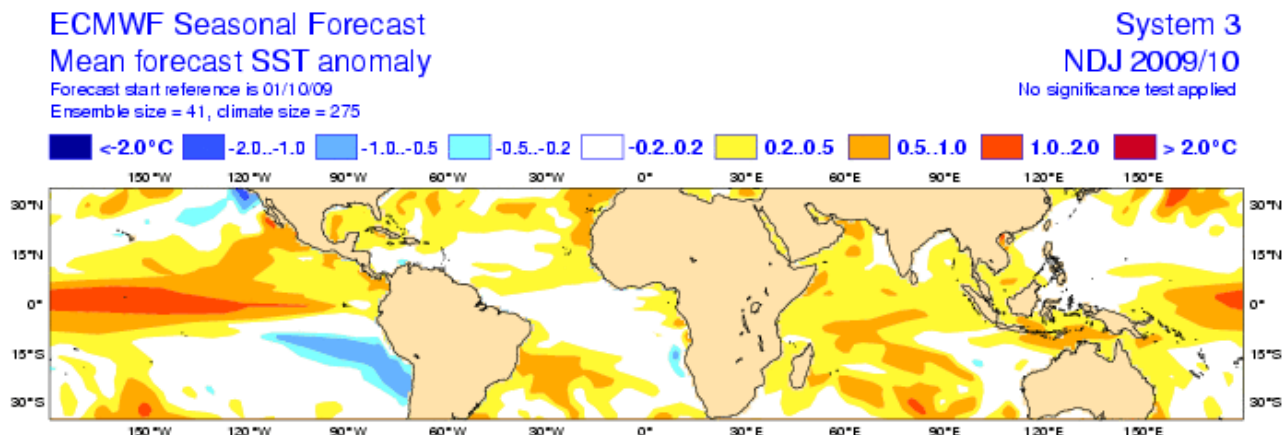 ECMWF Seasonal Forecast
System 3
Mean forecast SST anomaly
NDJ 2009/10
Forecast start reference is 01/10/09
No significance test applied
Ensemble size = 41, climate size = 275
<-2.0°C -2.0..-1.0 -1.0..-0.5 -0.5..-0.2 -0.2..0.2 0.2..0.5 0.5..1.0 1.0..2.0 > 2.0°C
150°W 120°W 90°W 60°W 30°W 0° 30°E 60°E 90°E 120°E 150°E
30°N 30°N
15°N 15°N
0° 0°
15°S 15°S
30°S 30°S
150°W 120°W 90°W 60°W 30°W 0° 30°E 60°E 90°E 120°E 150°E